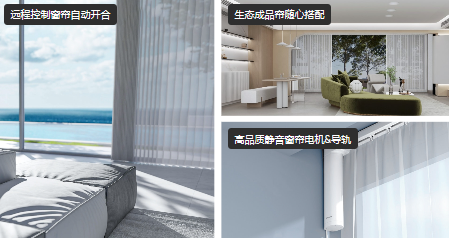 远程控制窗帘自动开合
生态成品帘随心搭配
高品质静音窗帘电机&导轨